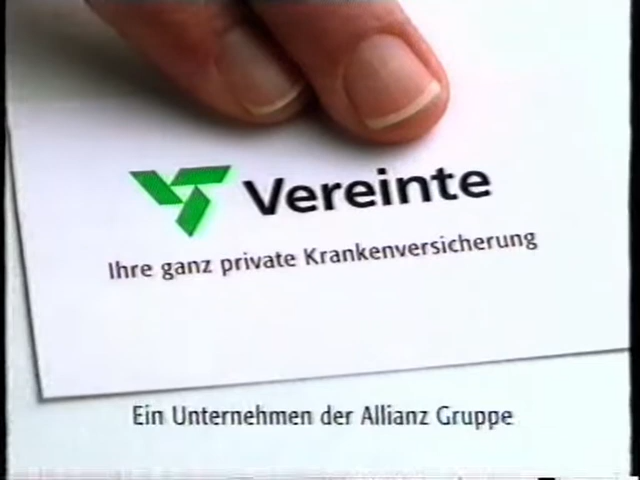 Vereinte
Ihre ganz private Krankenversicherung
Ein Unternehmen der Allianz Gruppe